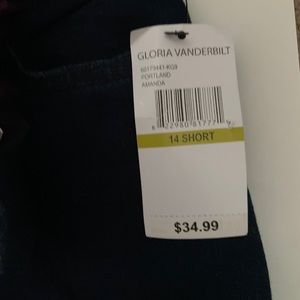 GLORIA VANDERBILT
PORTLAND
AMANDA
14 SHORT
$34.99